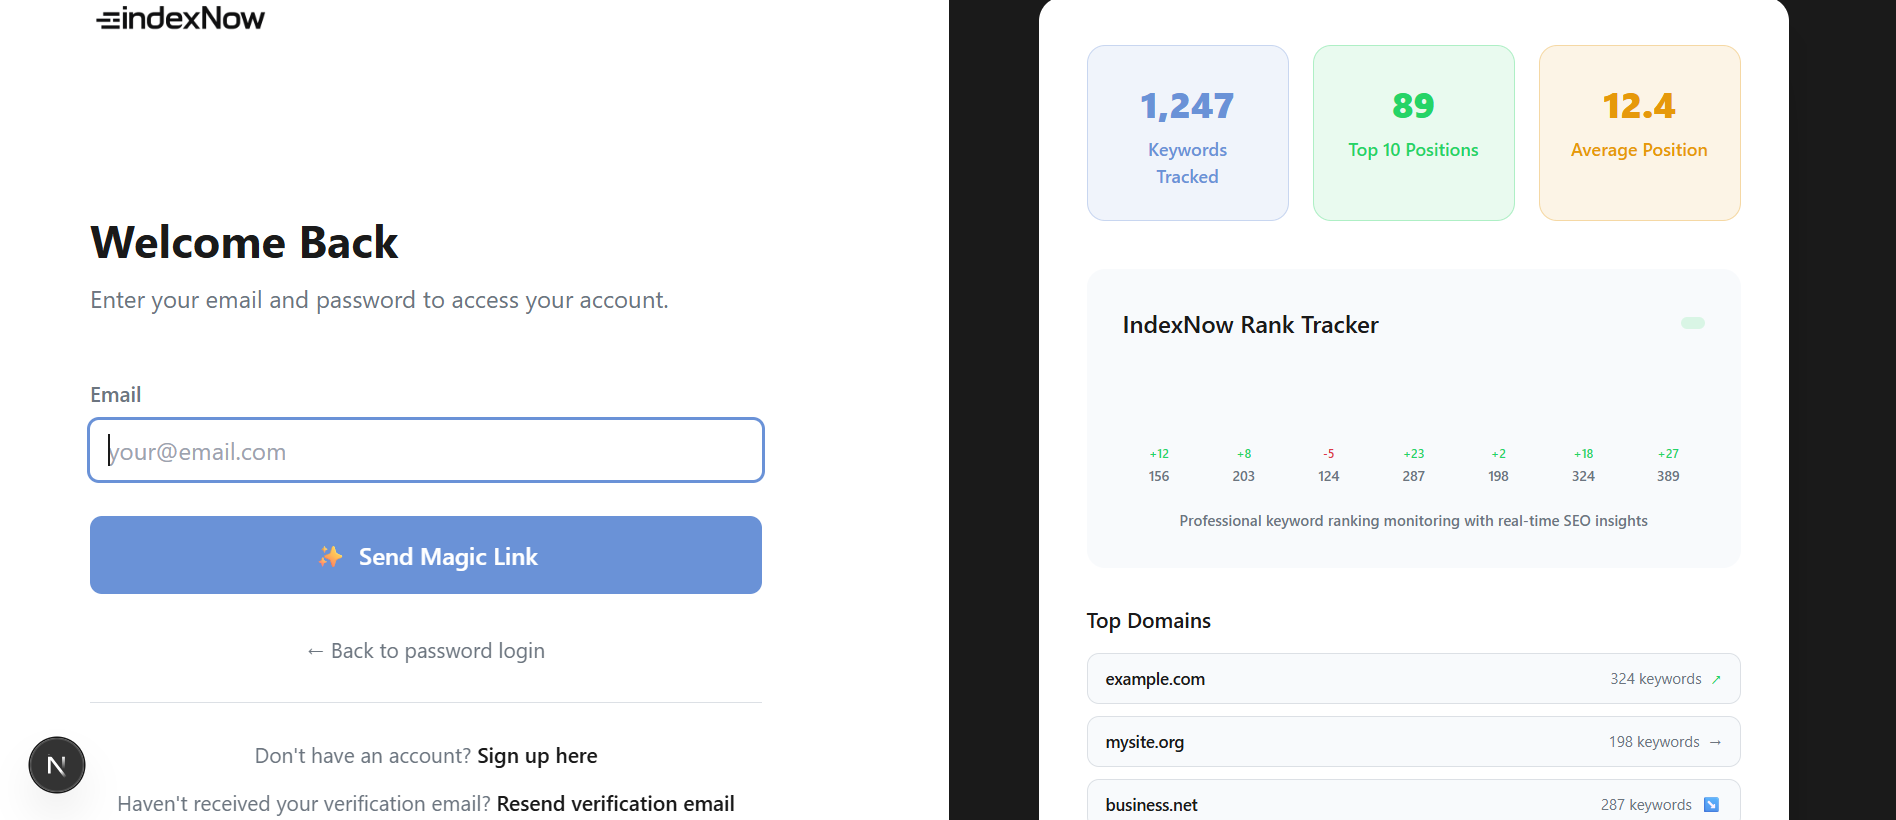 indexNow
Welcome Back
Enter your email and password to access your account.
Email
your@email.com
✨ Send Magic Link
← Back to password login
Don't have an account? Sign up here
Haven't received your verification email? Resend verification email
N
1,247
Keywords
Tracked
89
Top 10 Positions
12.4
Average Position
IndexNow Rank Tracker
+12 +8 -5 +23 +2 +18 +27
156 203 124 287 198 324 389
Professional keyword ranking monitoring with real-time SEO insights
Top Domains
example.com 324 keywords ↗
mysite.org 198 keywords →
business.net 287 keywords ↘